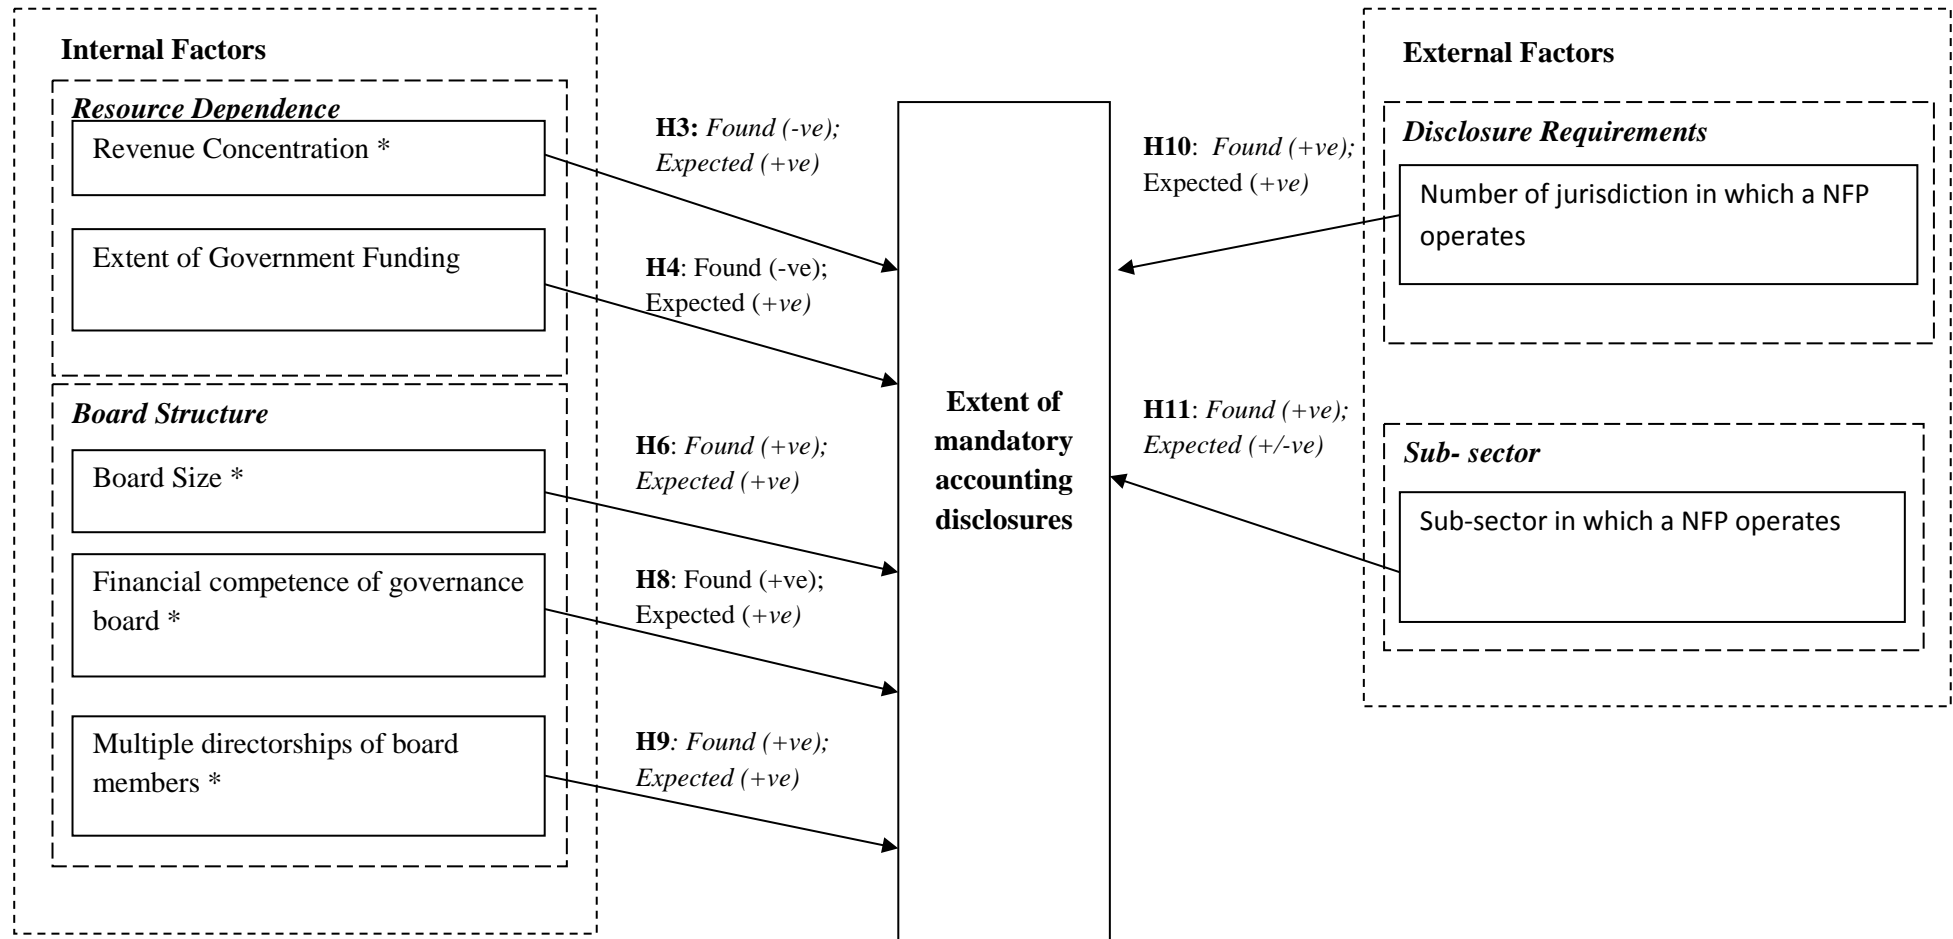 Internal Factors
Resource Dependence
Revenue Concentration *
Extent of Government Funding
Board Structure
Board Size *
Financial competence of governance
board *
Multiple directorships of board
members *
H3: Found (-ve);
Expected (+ve)
H4: Found (-ve);
Expected (+ve)
H6: Found (+ve);
Expected (+ve)
H8: Found (+ve);
Expected (+ve)
H9: Found (+ve);
Expected (+ve)
Extent of
mandatory
accounting
disclosures
H10: Found (+ve);
Expected (+ve)
H11: Found (+ve);
Expected (+/-ve)
External Factors
Disclosure Requirements
Number of jurisdiction in which a NFP
operates
Sub- sector
Sub-sector in which a NFP operates